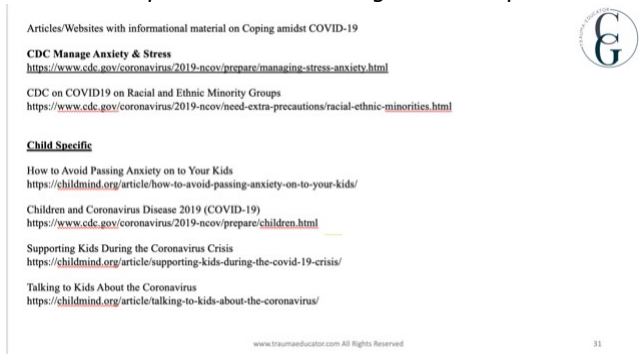 Articles/Websites with informational material on Coping amidst COVID-19
CDC Manage Anxiety & Stress
https://www.cdc.gov/coronavirus/2019-ncov/prepare/managing-stress-anxiety.html
CDC on COVID19 on Racial and Ethnic Minority Groups
https://www.cdc.gov/coronavirus/2019-ncov/need-extra-precautions/racial-ethnic-minorities.html
Child Specific
How to Avoid Passing Anxiety on to Your Kids
https://childmind.org/article/how-to-avoid-passing-anxiety-on-to-your-kids/
Children and Coronavirus Disease 2019 (COVID-19)
https://www.cdc.gov/coronavirus/2019-ncov/prepare/children.html
Supporting Kids During the Coronavirus Crisis
https://childmind.org/article/supporting-kids-during-the-covid-19-crisis/
Talking to Kids About the Coronavirus
https://childmind.org/article/talking-to-kids-about-the-coronavirus/
www.traumaeducator.com All Rights Reserved
31
TRAUMA-EDUCATOR
CG